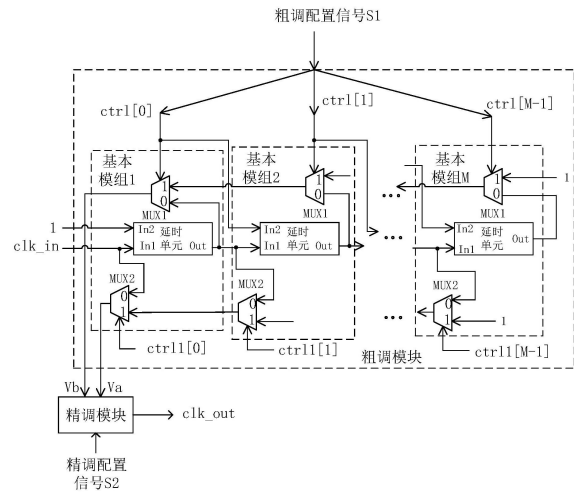 粗调配置信号S1
ctrl[0]
ctrl[1]
ctrl[M-1]
基本
模组1
基本
模组2
基本
模组M
1
0
1
0
1
0
1
MUX1
MUX1
MUX1
1
In2 延时
In1 单元 Out
In2 延时
In1 单元 Out
In2 延时
In1 单元
Out
clk_in
...
...
...
MUX2
MUX2
MUX2
0
1
0
1
0
1
1
ctrl1[0]
ctrl1[1]
ctrl1[M-1]
粗调模块
Vb
Va
精调模块
clk_out
精调配置
信号S2